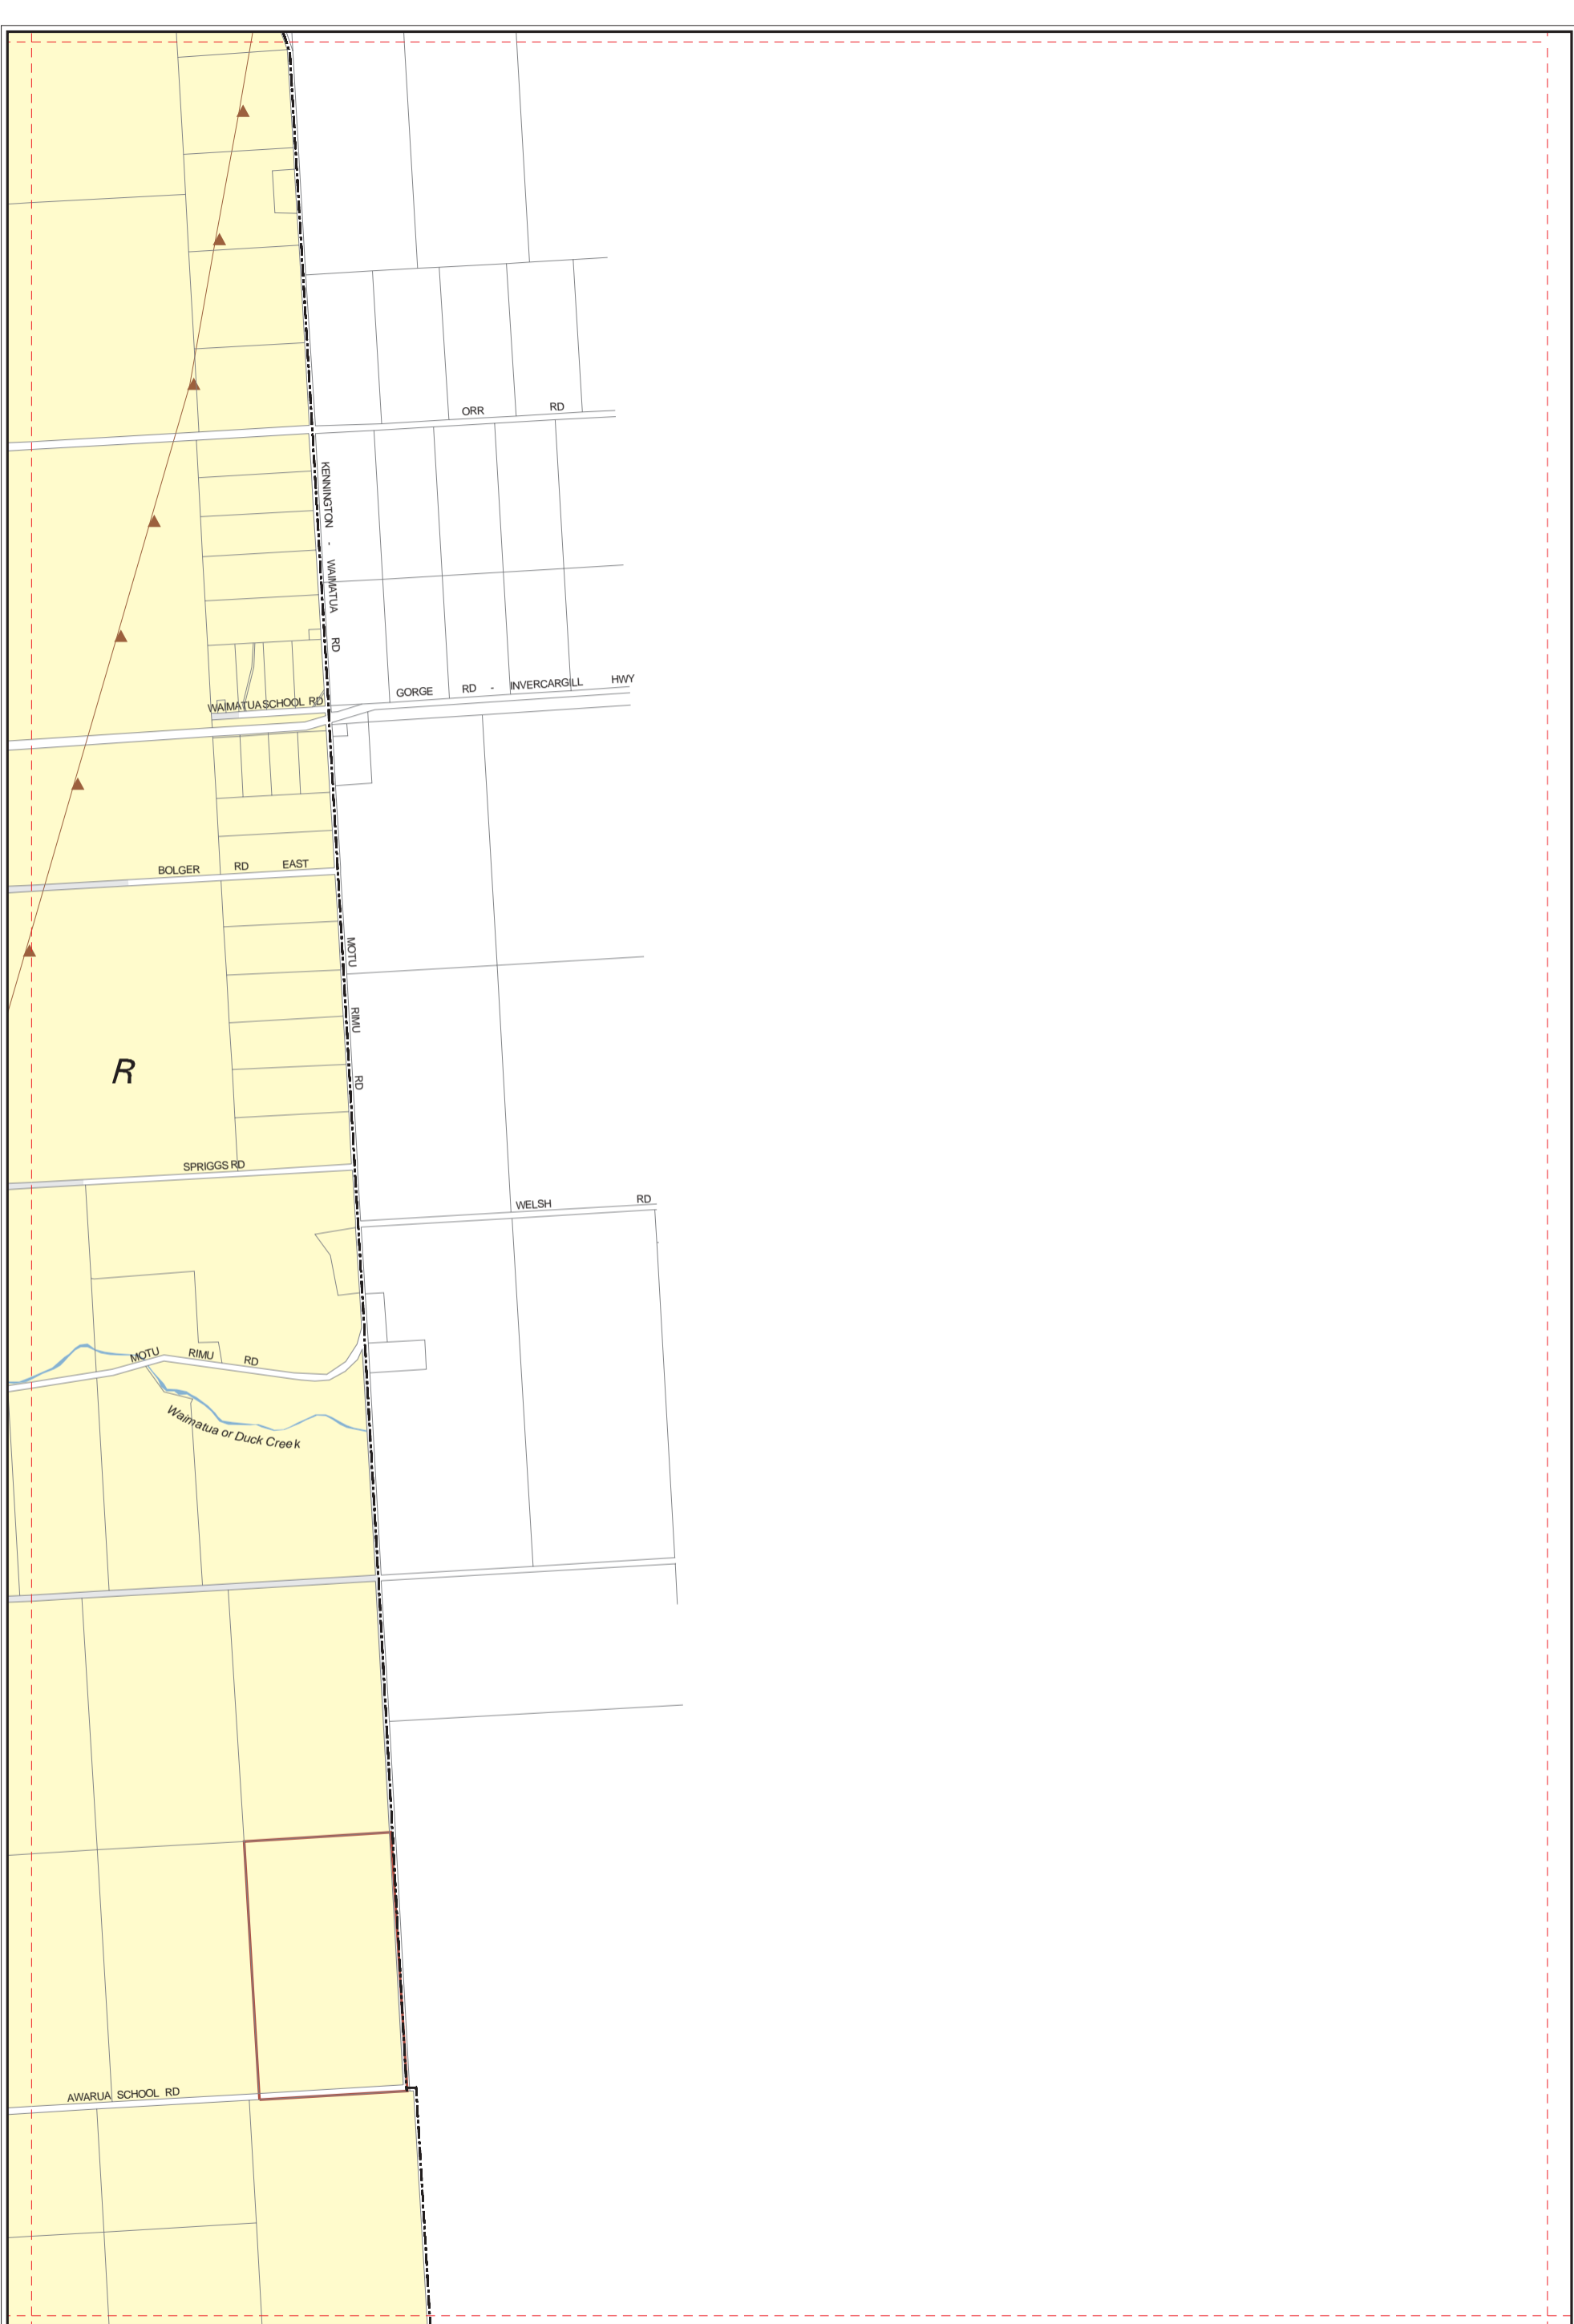 ORR RD
KENNINGTON - WAIMATUA RD
GORGE RD - INVERCARGILL HWY
WAIMATUA SCHOOL RD
BOLGER RD EAST
MOTU RIMU RD
R
SPRIGGS RD
WELSH RD
MOTU RIMU RD
Waimatua or Duck Creek
AWARUA SCHOOL RD